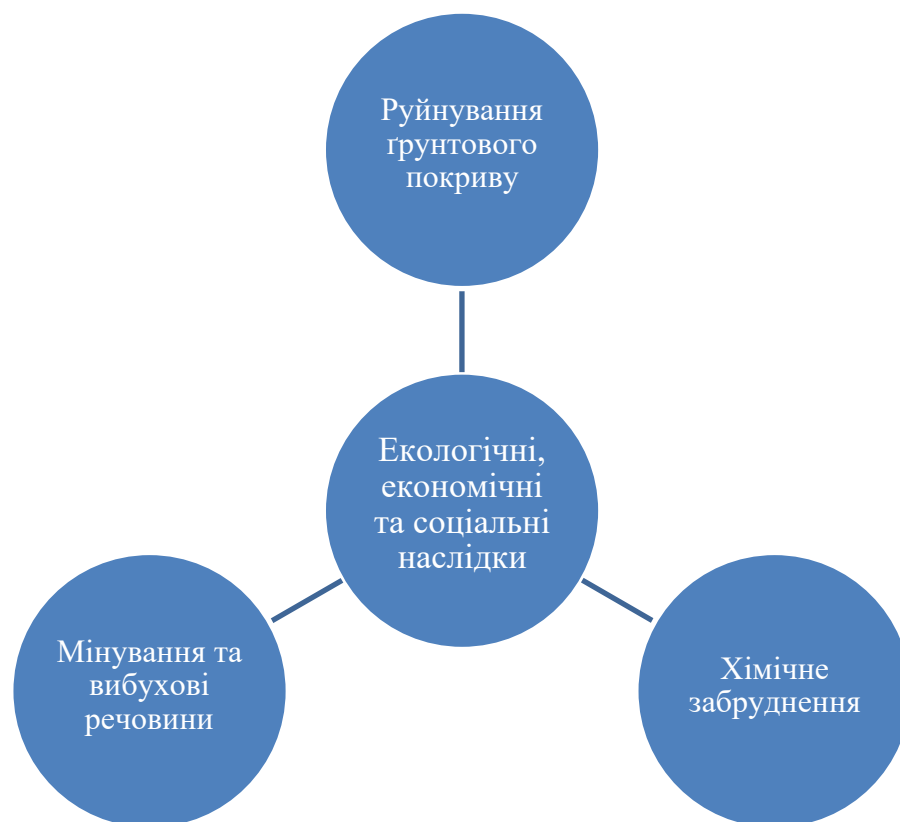 Руйнування
ґрунтового
покриву
Екологічні,
економічні
та соціальні
наслідки
Мінування та
вибухові
речовини
Хімічне
забруднення